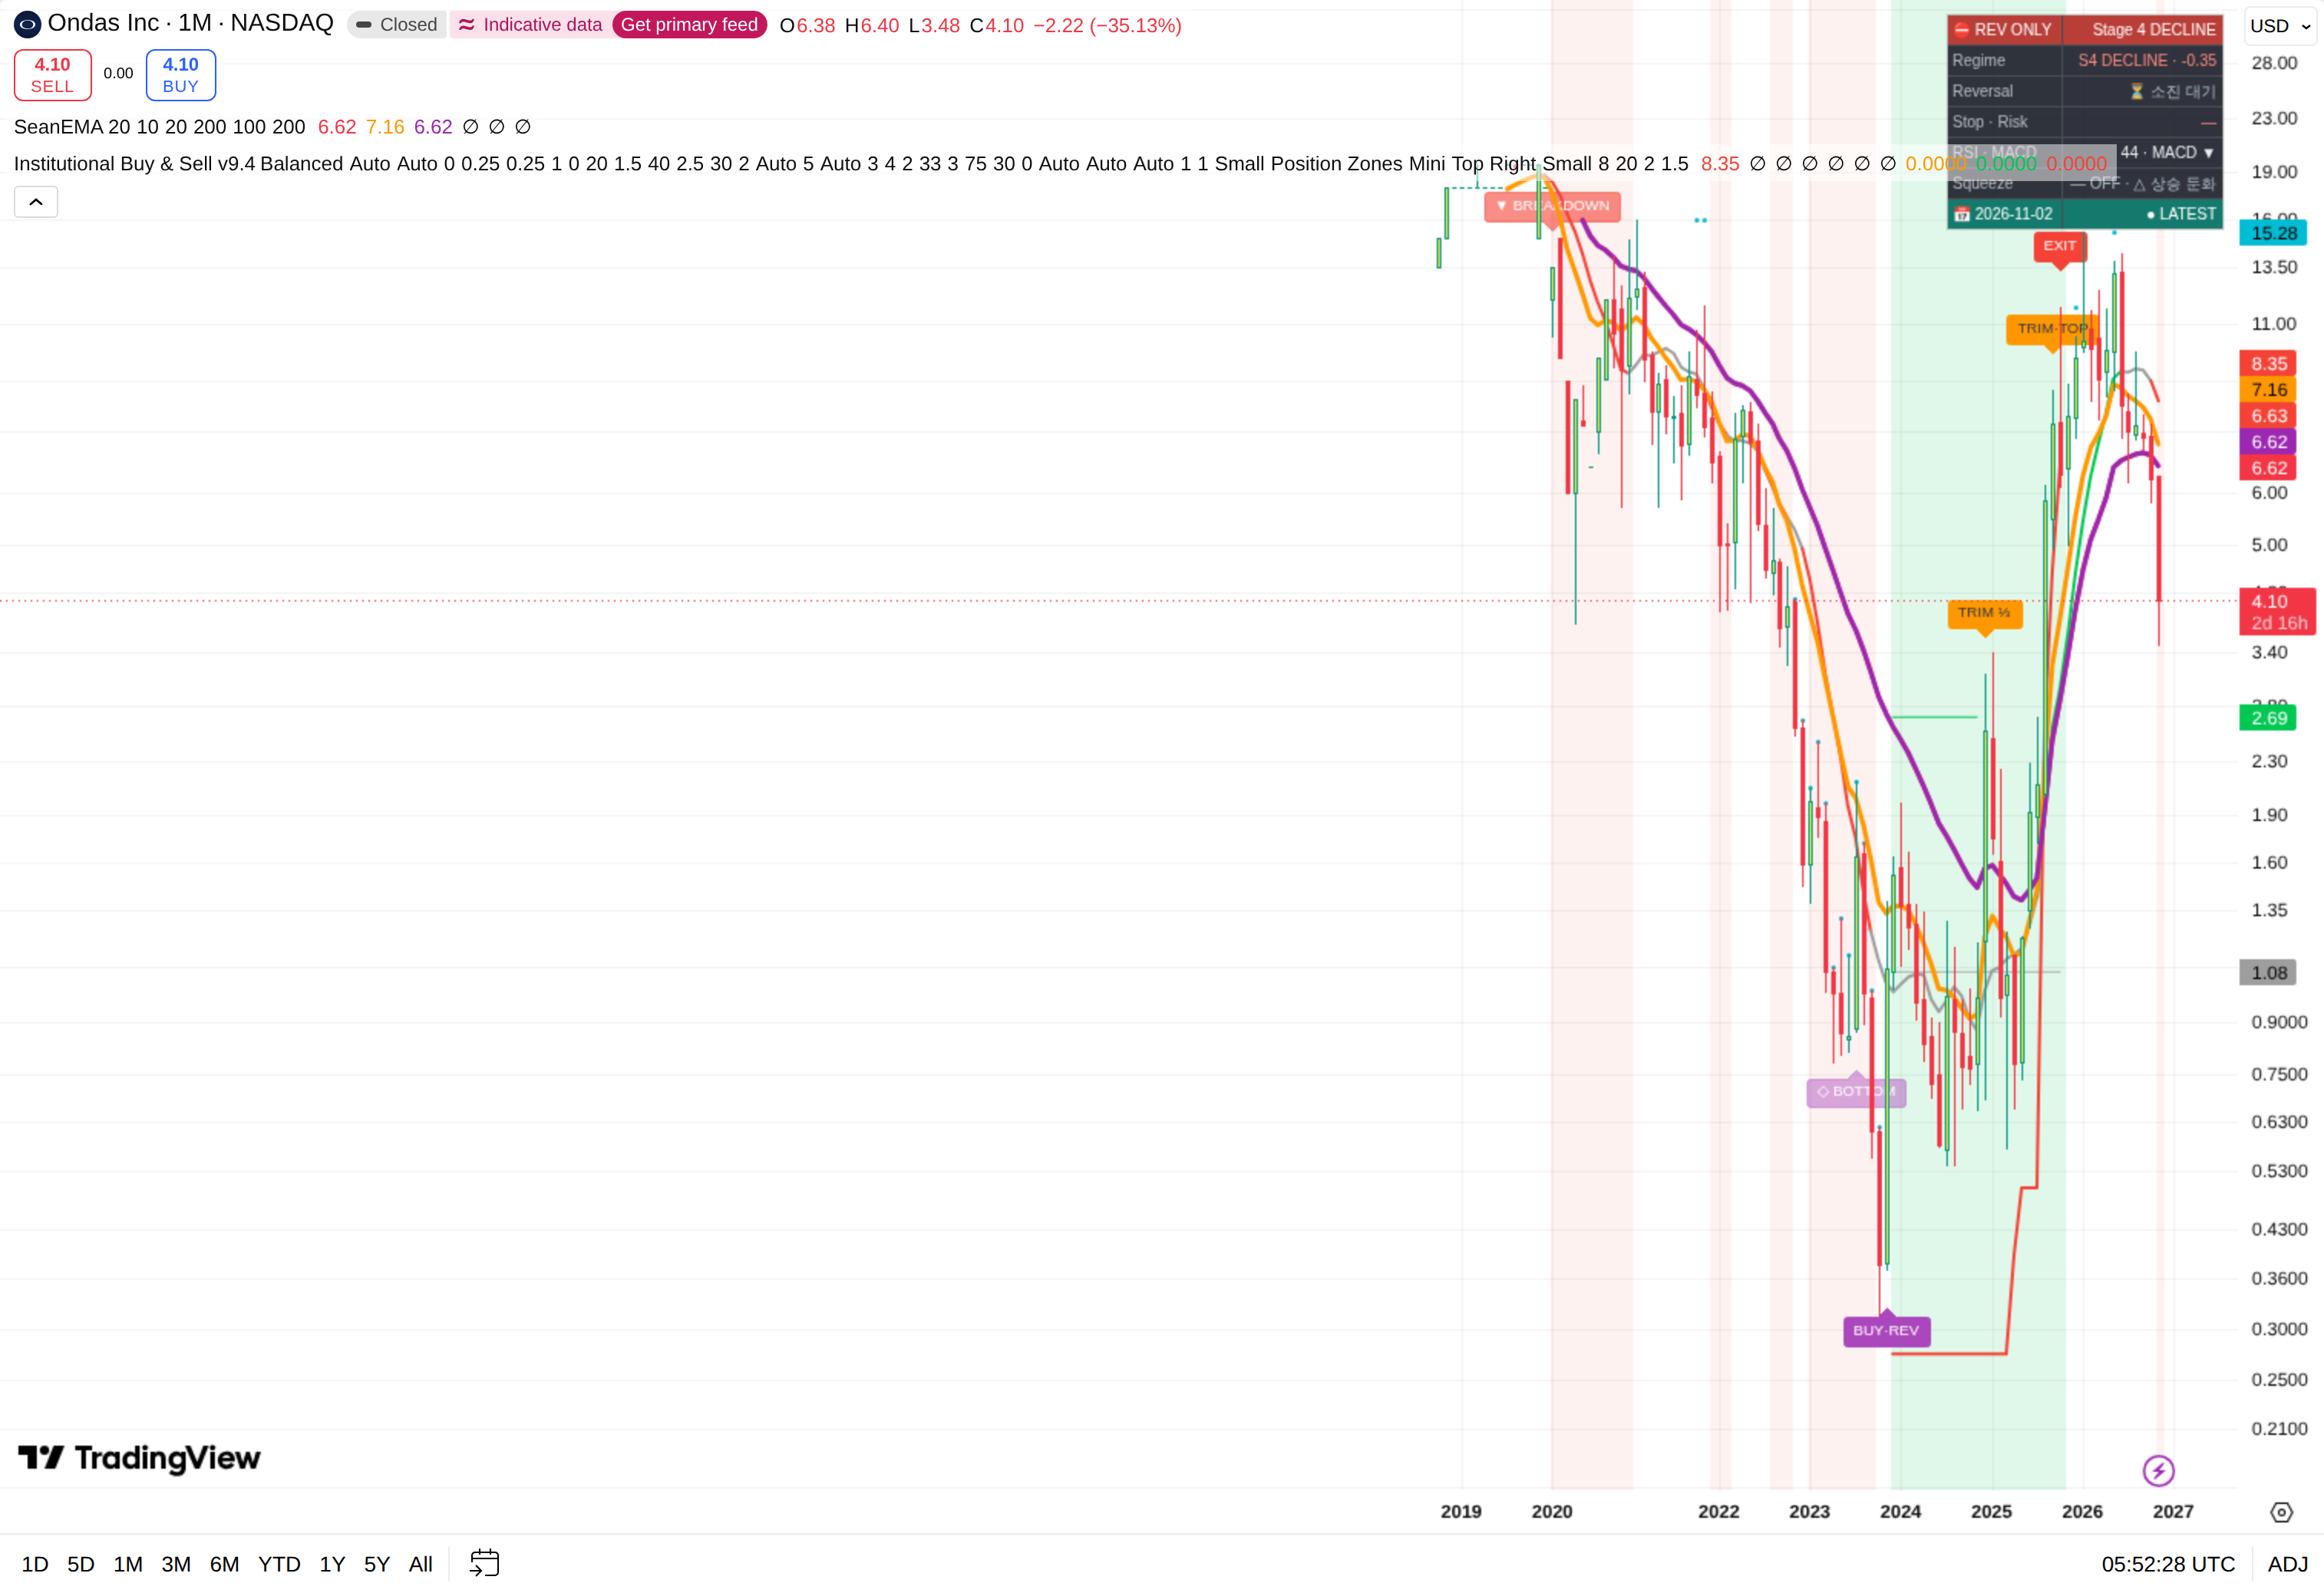 Ondas Inc · 1M · NASDAQ Closed Indicative data Get primary feed O6.38 H6.40 L3.48 C4.10 −2.22 (−35.13%)
4.10 SELL 0.00 4.10 BUY
SeanEMA 20 10 20 200 100 200 6.62 7.16 6.62 ∅ ∅ ∅
Institutional Buy & Sell v9.4 Balanced Auto Auto 0 0.25 0.25 1 0 20 1.5 40 2.5 30 2 Auto 5 Auto 3 4 2 33 3 75 30 0 Auto Auto Auto 1 1 Small Position Zones Mini Top Right Small 8 20 2 1.5 8.35 ∅ ∅ ∅ ∅ ∅ ∅ 0.0000 0.0000 0.0000
REV ONLY Stage 4 DECLINE
Regime S4 DECLINE · -0.35
Reversal ⏳ 소진 대기
Stop · Risk —
RSI · MACD 44 · MACD ▼
Squeeze — OFF · △ 상승 둔화
2026-11-02 ● LATEST
USD
28.00
23.00
19.00
15.28
13.50
11.00
8.35
7.16
6.63
6.62
6.62
6.00
5.00
4.10
2d 16h
3.40
2.69
2.30
1.90
1.60
1.35
1.08
0.9000
0.7500
0.6300
0.5300
0.4300
0.3600
0.3000
0.2500
0.2100
▼ BREAKDOWN
EXIT
TRIM-TOP
TRIM ⅓
◇ BOTTOM
BUY-REV
TradingView
2019 2020 2022 2023 2024 2025 2026 2027
1D 5D 1M 3M 6M YTD 1Y 5Y All 05:52:28 UTC ADJ